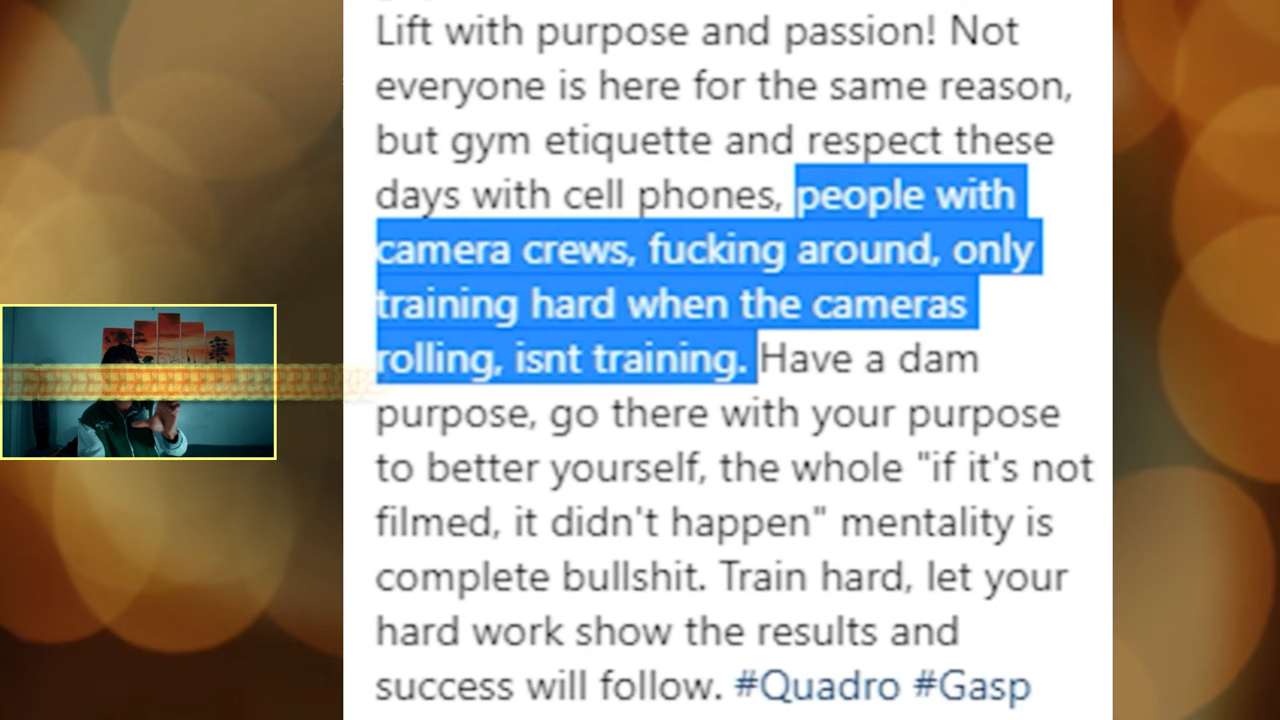 Lift with purpose and passion! Not
everyone is here for the same reason,
but gym etiquette and respect these
days with cell phones, people with
camera crews, fucking around, only
training hard when the cameras
rolling, isnt training. Have a dam
purpose, go there with your purpose
to better yourself, the whole "if it's not
filmed, it didn't happen" mentality is
complete bullshit. Train hard, let your
hard work show the results and
success will follow. #Quadro #Gasp